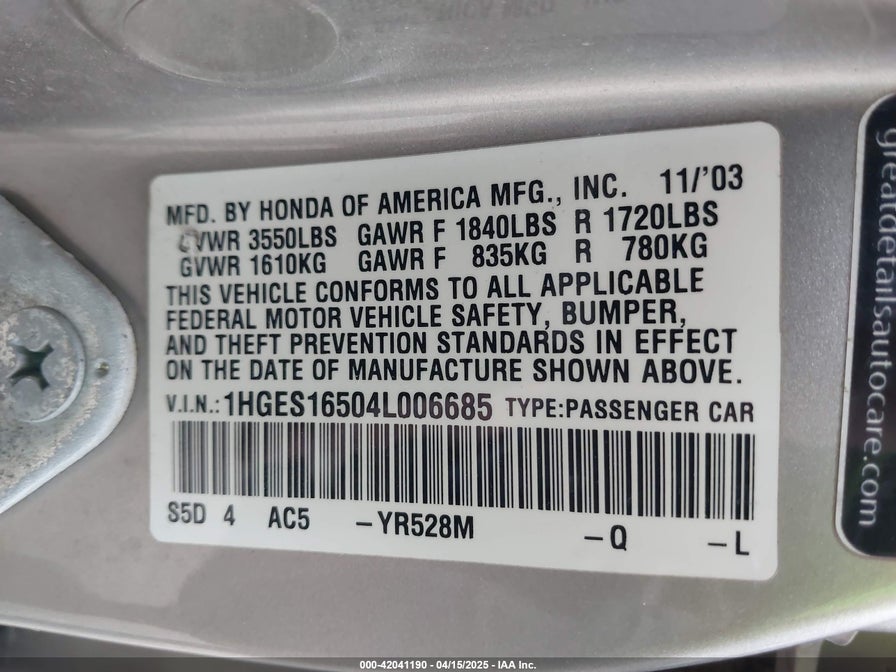 MFD. BY HONDA OF AMERICA MFG., INC. 11/'03
GVWR 3550LBS GAWR F 1840LBS R 1720LBS
GVWR 1610KG GAWR F 835KG R 780KG
THIS VEHICLE CONFORMS TO ALL APPLICABLE
FEDERAL MOTOR VEHICLE SAFETY, BUMPER,
AND THEFT PREVENTION STANDARDS IN EFFECT
ON THE DATE OF MANUFACTURE SHOWN ABOVE.
V.I.N.: 1HGES16504L006685 TYPE:PASSENGER CAR
S5D 4 AC5 –YR528M –Q –L
greatdetailsautocare.com
000-42041190 - 04/15/2025 - IAA Inc.